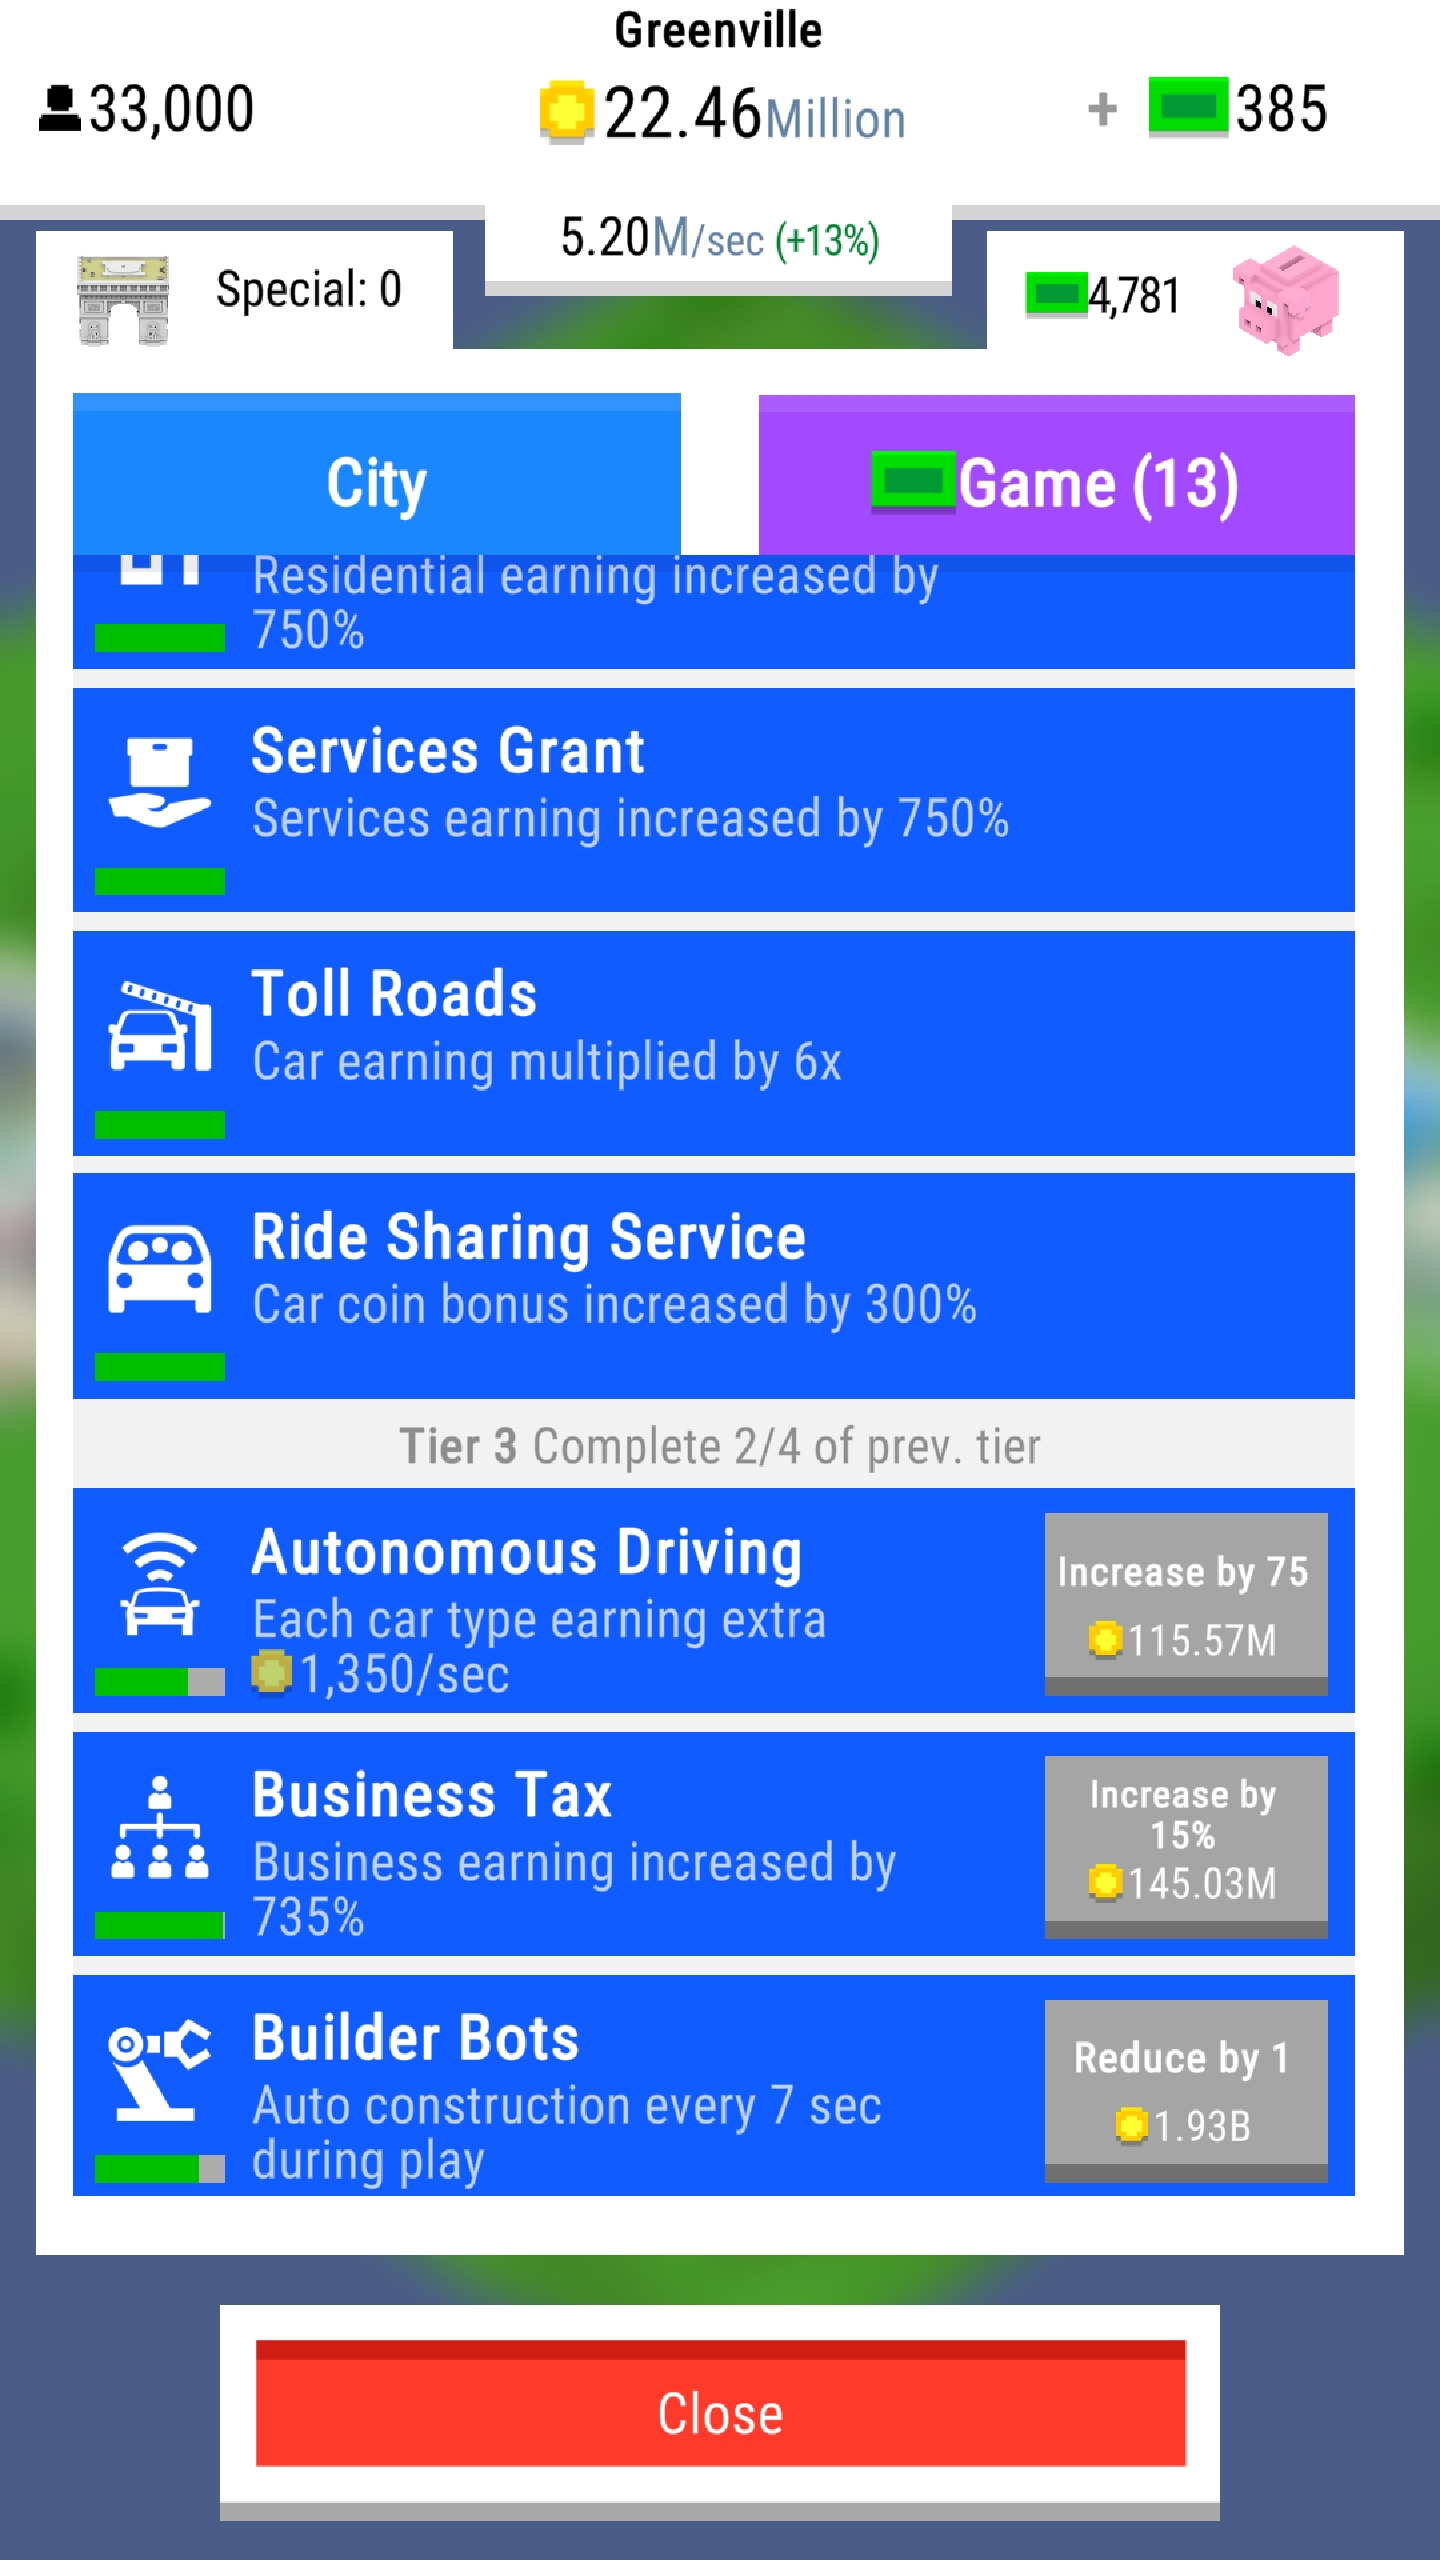 Greenville
33,000
22.46Million
+ 385
5.20M/sec (+13%)
Special: 0
4,781
City
Game (13)
Residential earning increased by
750%
Services Grant
Services earning increased by 750%
Toll Roads
Car earning multiplied by 6x
Ride Sharing Service
Car coin bonus increased by 300%
Tier 3 Complete 2/4 of prev. tier
Autonomous Driving
Each car type earning extra
1,350/sec
Increase by 75
115.57M
Business Tax
Business earning increased by
735%
Increase by
15%
145.03M
Builder Bots
Auto construction every 7 sec
during play
Reduce by 1
1.93B
Close